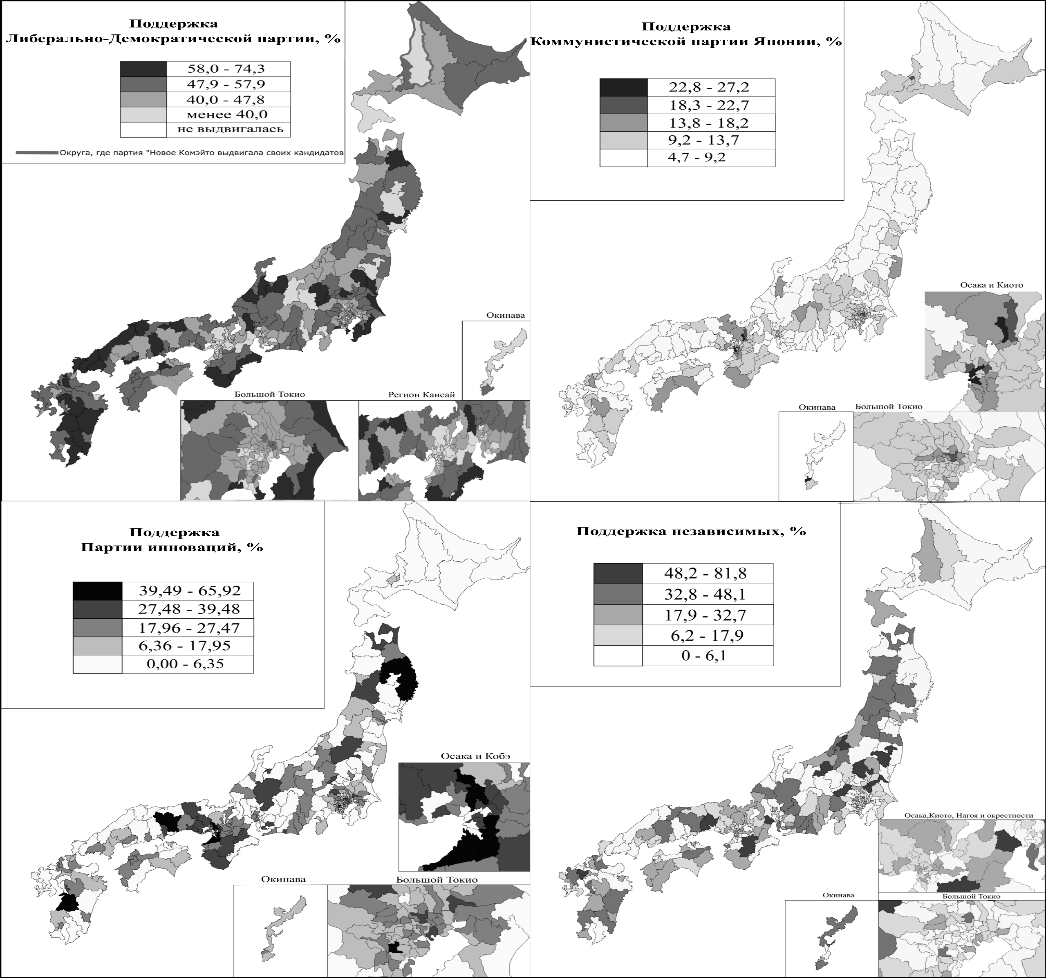 Поддержка
Либерально-Демократической партии, %
58,0 - 74,3
47,9 - 57,9
40,0 - 47,8
менее 40,0
не выдвигалась
Округа, где партия "Новое Комэйто выдвигала своих кандидатов
Окинава
Большой Токио
Регион Кансай
Поддержка
Коммунистической партии Японии, %
22,8 - 27,2
18,3 - 22,7
13,8 - 18,2
9,2 - 13,7
4,7 - 9,2
Осака и Киото
Окинава
Большой Токио
Поддержка
Партии инноваций, %
39,49 - 65,92
27,48 - 39,48
17,96 - 27,47
6,36 - 17,95
0,00 - 6,35
Осака и Кобэ
Окинава
Большой Токио
Поддержка независимых, %
48,2 - 81,8
32,8 - 48,1
17,9 - 32,7
6,2 - 17,9
0 - 6,1
Осака,Киото, Нагоя и окрестности
Окинава
Большой Токио